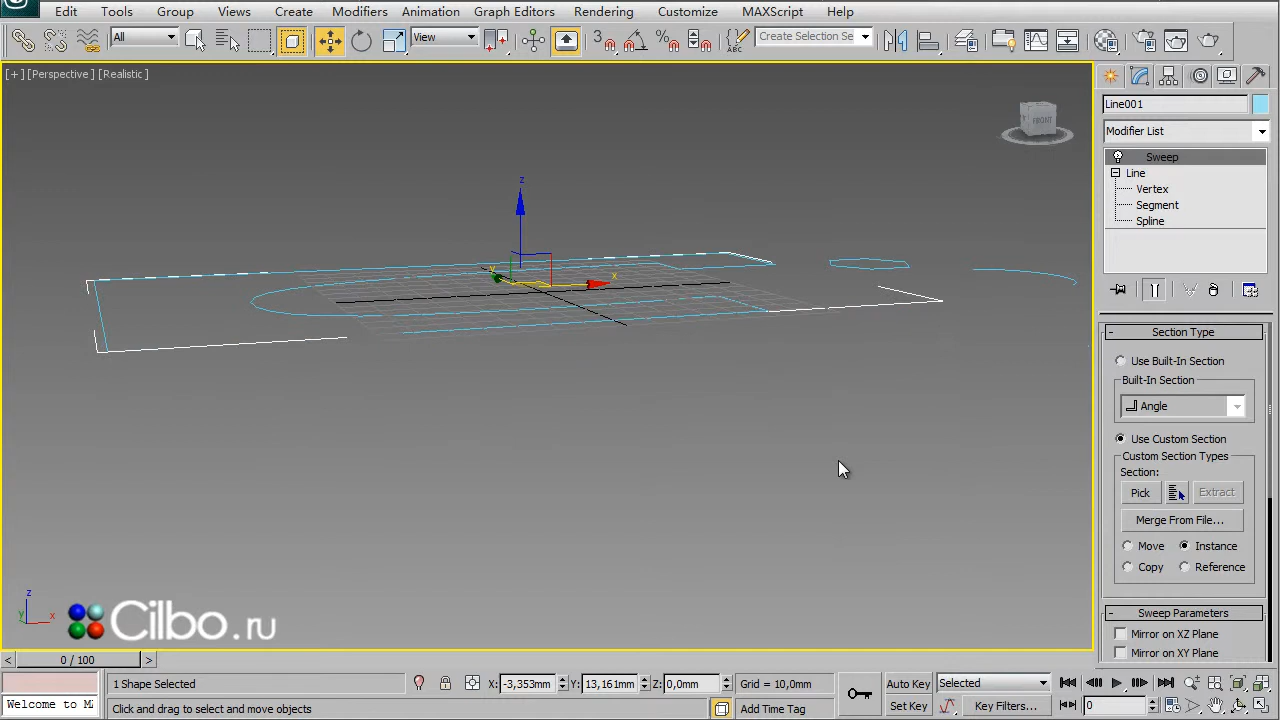 Edit Tools Group Views Create Modifiers Animation Graph Editors Rendering Customize MAXScript Help
All View 3 % ABC Create Selection Se
[+] [Perspective] [Realistic]
FRONT
z
y x
Line001
Modifier List
Sweep
Line
Vertex
Segment
Spline
Section Type
Use Built-In Section
Built-In Section
Angle
Use Custom Section
Custom Section Types
Section:
Pick Extract
Merge From File...
Move Instance
Copy Reference
Sweep Parameters
Mirror on XZ Plane
Mirror on XY Plane
z
y x
Cilbo.ru
< 0 / 100 >
1 Shape Selected X: -3,353mm Y: 13,161mm Z: 0,0mm Grid = 10,0mm Auto Key Selected
Welcome to M Click and drag to select and move objects Add Time Tag Set Key Key Filters... 0